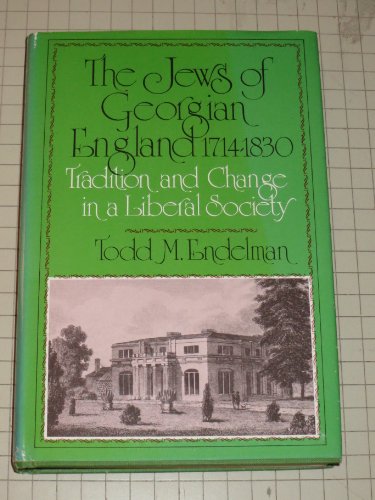 The Jews of
Georgian
England 1714-1830
Tradition and Change
in a Liberal Society
Todd M. Endelman